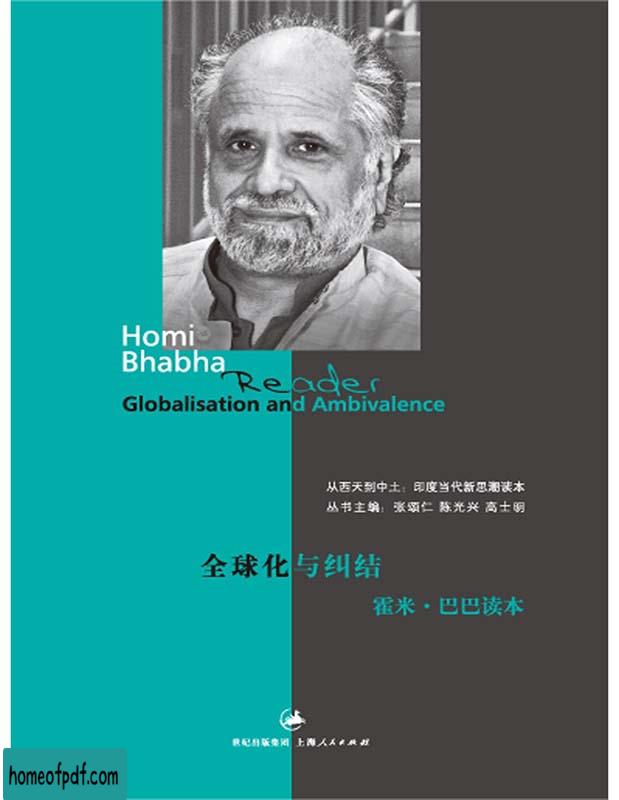 Homi
Bhabha
Reader
Globalisation and Ambivalence
从西天到中土：印度当代新思潮读本
丛书主编：张颂仁 陈光兴 高士明
全球化与纠结
霍米·巴巴读本
世纪出版集团 上海人民出版社
homeofpdf.com